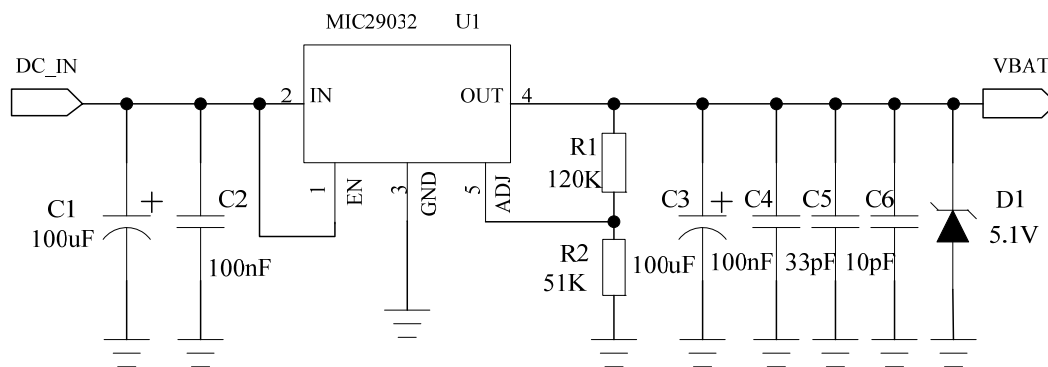 MIC29032 U1
DC_IN
VBAT
2 IN
OUT 4
1 EN
3 GND
5 ADJ
R1
120K
C1 +
100uF
C2
100nF
R2
51K
C3 +
100uF
C4
100nF
C5
33pF
C6
10pF
D1
5.1V